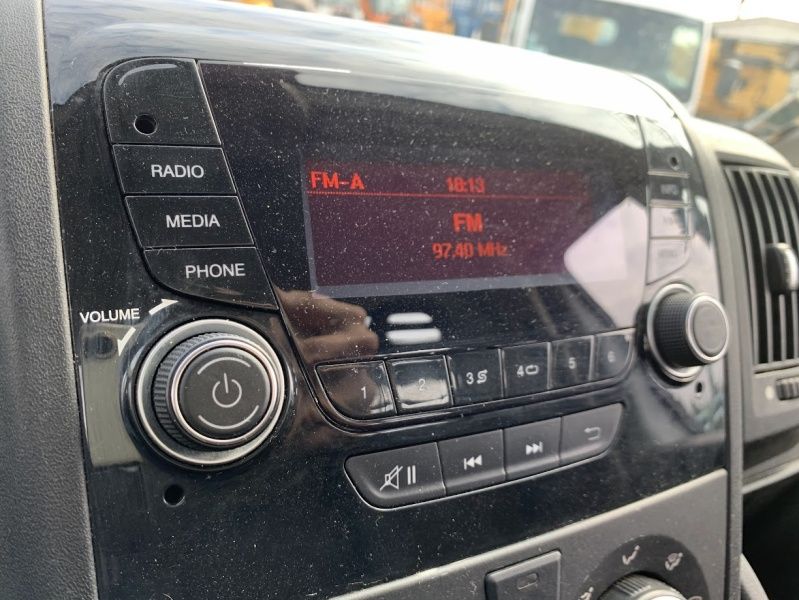 RADIO
MEDIA
PHONE
VOLUME
FM-A 18:13
FM
97.40 MHz
1 2 3 4 5 6